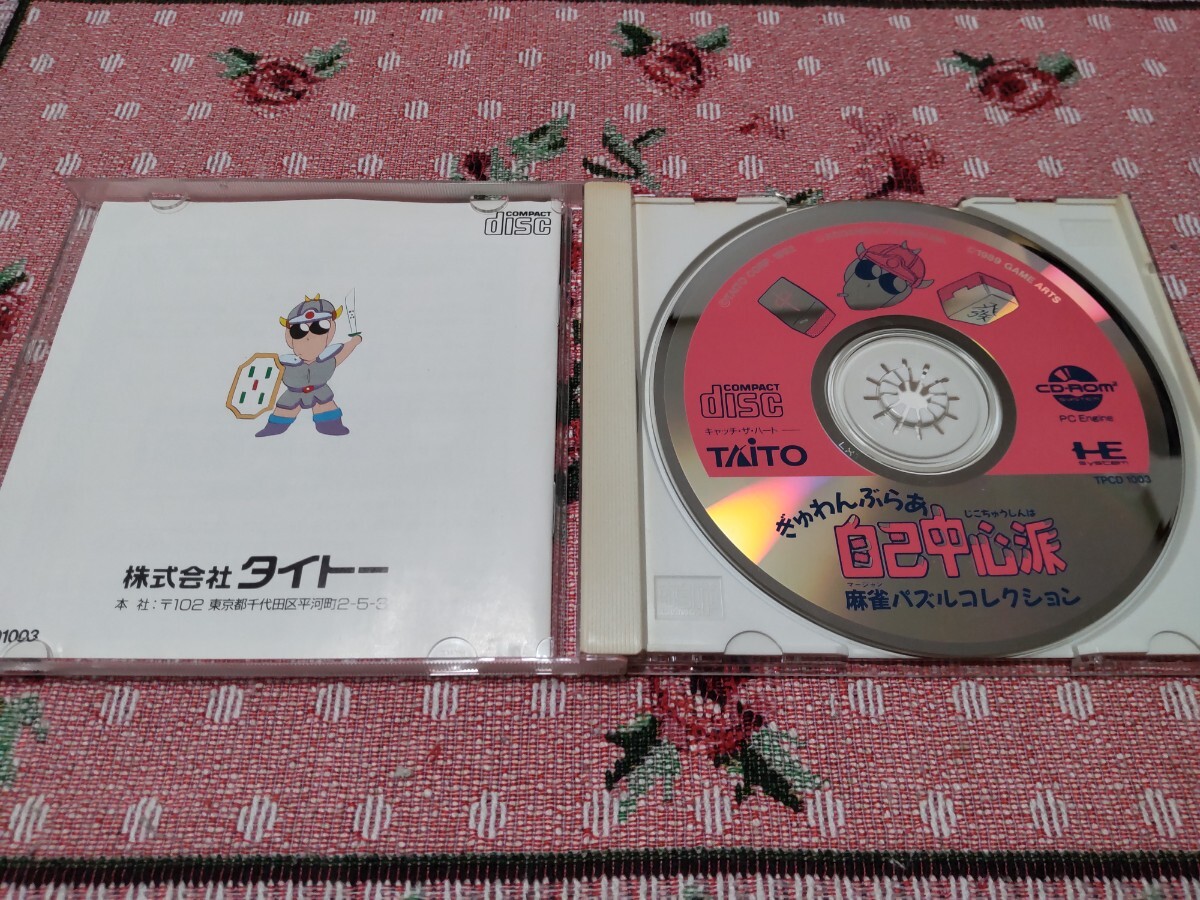 COMPACT
disc
株式会社 タイトー
本 社：〒102 東京都千代田区平河町2-5-3
©1989 GAME ARTS
COMPACT
disc
CD-ROM²
SYSTEM
PC Engine
キャッチ・ザ・ハート
TAITO
HE
system
TPCD 1003
ぎゅわんぶらあ
じこちゅうしんは
自己中心派
マージャン
麻雀パズルコレクション